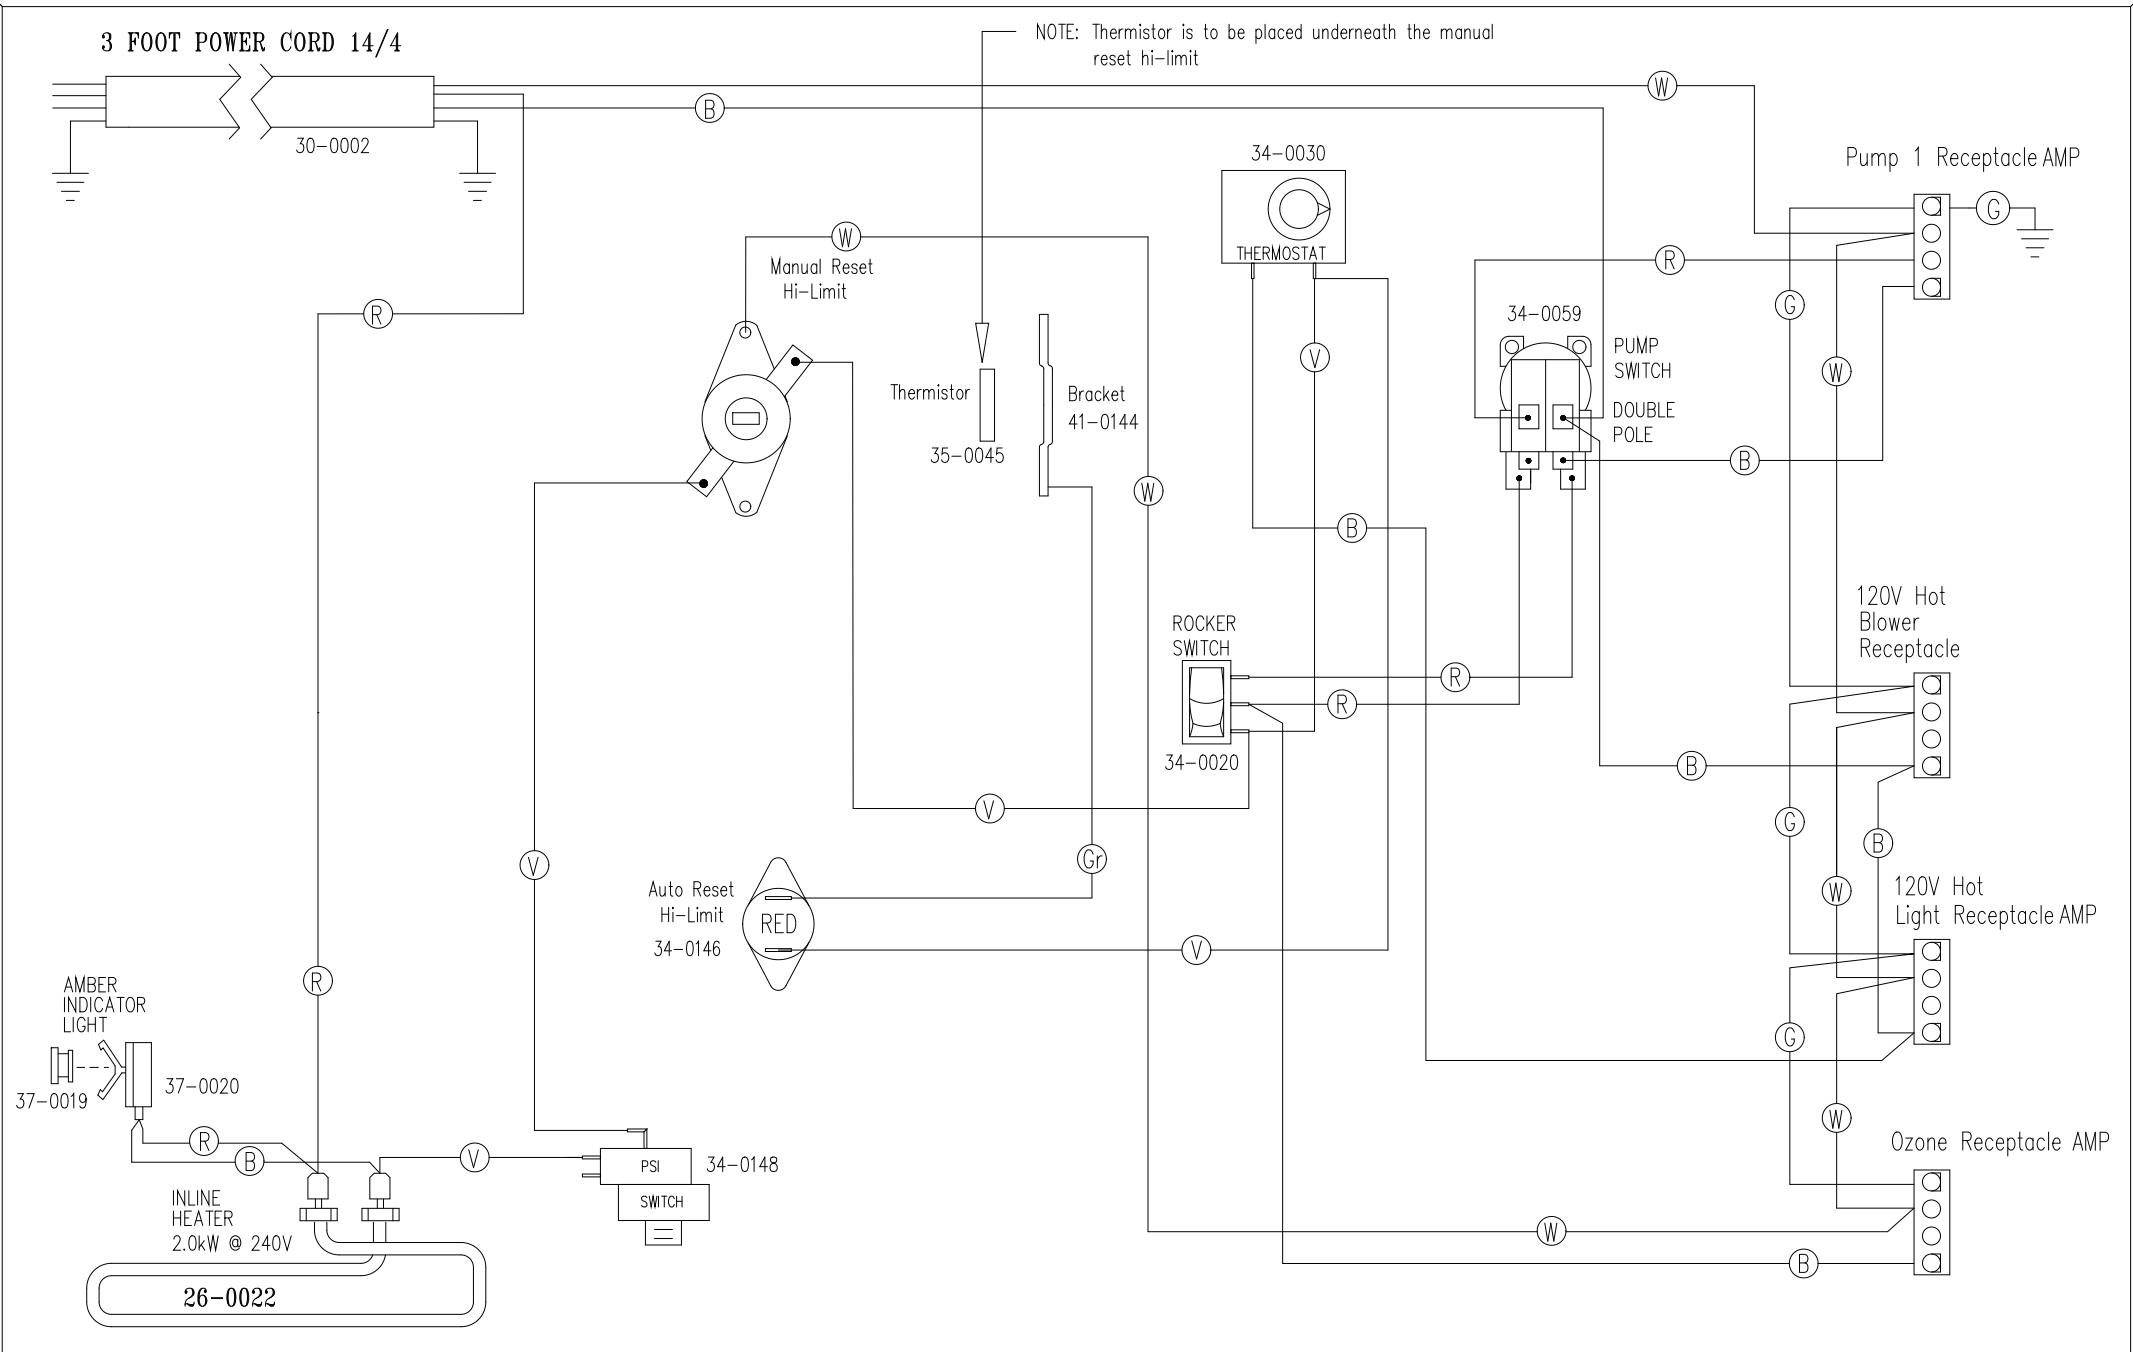 3 FOOT POWER CORD 14/4
NOTE: Thermistor is to be placed underneath the manual
reset hi-limit
W
B
30-0002
34-0030
THERMOSTAT
Pump 1 Receptacle AMP
G
W
Manual Reset
Hi-Limit
R
R
G
34-0059
PUMP
SWITCH
DOUBLE
POLE
V
W
Thermistor
35-0045
Bracket
41-0144
B
W
B
120V Hot
Blower
Receptacle
ROCKER
SWITCH
R
R
34-0020
B
V
G
B
V
Gr
Auto Reset
Hi-Limit
34-0146
RED
V
W
120V Hot
Light Receptacle AMP
R
AMBER
INDICATOR
LIGHT
37-0019
37-0020
G
W
R
B
V
PSI
SWITCH
34-0148
Ozone Receptacle AMP
INLINE
HEATER
2.0kW @ 240V
26-0022
W
B